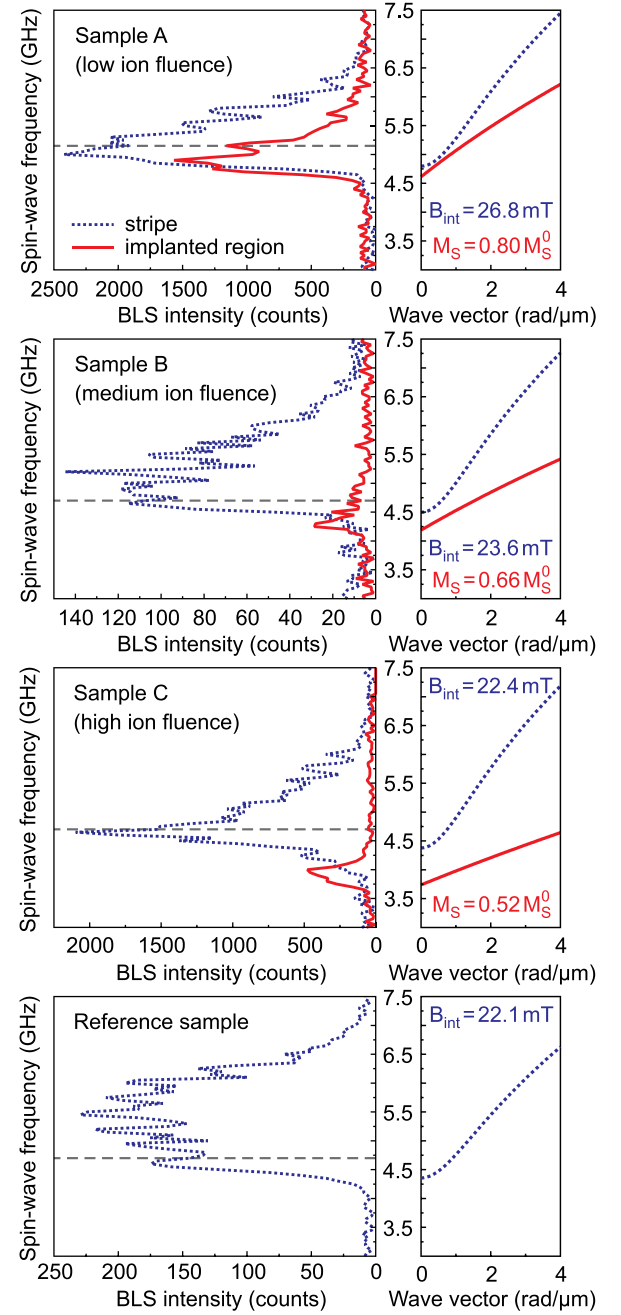 Spin-wave frequency (GHz)
Sample A
(low ion fluence)
stripe
implanted region
7.5
6.5
5.5
4.5
3.5
B_int = 26.8 mT
M_S = 0.80 M_S^0
2500 1250 1500 1000 500 0
0 2 4
BLS intensity (counts)
Wave vector (rad/µm)
Spin-wave frequency (GHz)
Sample B
(medium ion fluence)
7.5
6.5
5.5
4.5
3.5
B_int = 23.6 mT
M_S = 0.66 M_S^0
140 120 100 80 60 40 20 0
0 2 4
BLS intensity (counts)
Wave vector (rad/µm)
Spin-wave frequency (GHz)
Sample C
(high ion fluence)
7.5
6.5
5.5
4.5
3.5
B_int = 22.4 mT
M_S = 0.52 M_S^0
2000 1500 1000 500 0
0 2 4
BLS intensity (counts)
Wave vector (rad/µm)
Spin-wave frequency (GHz)
Reference sample
7.5
6.5
5.5
4.5
3.5
B_int = 22.1 mT
250 200 150 100 50 0
0 2 4
BLS intensity (counts)
Wave vector (rad/µm)